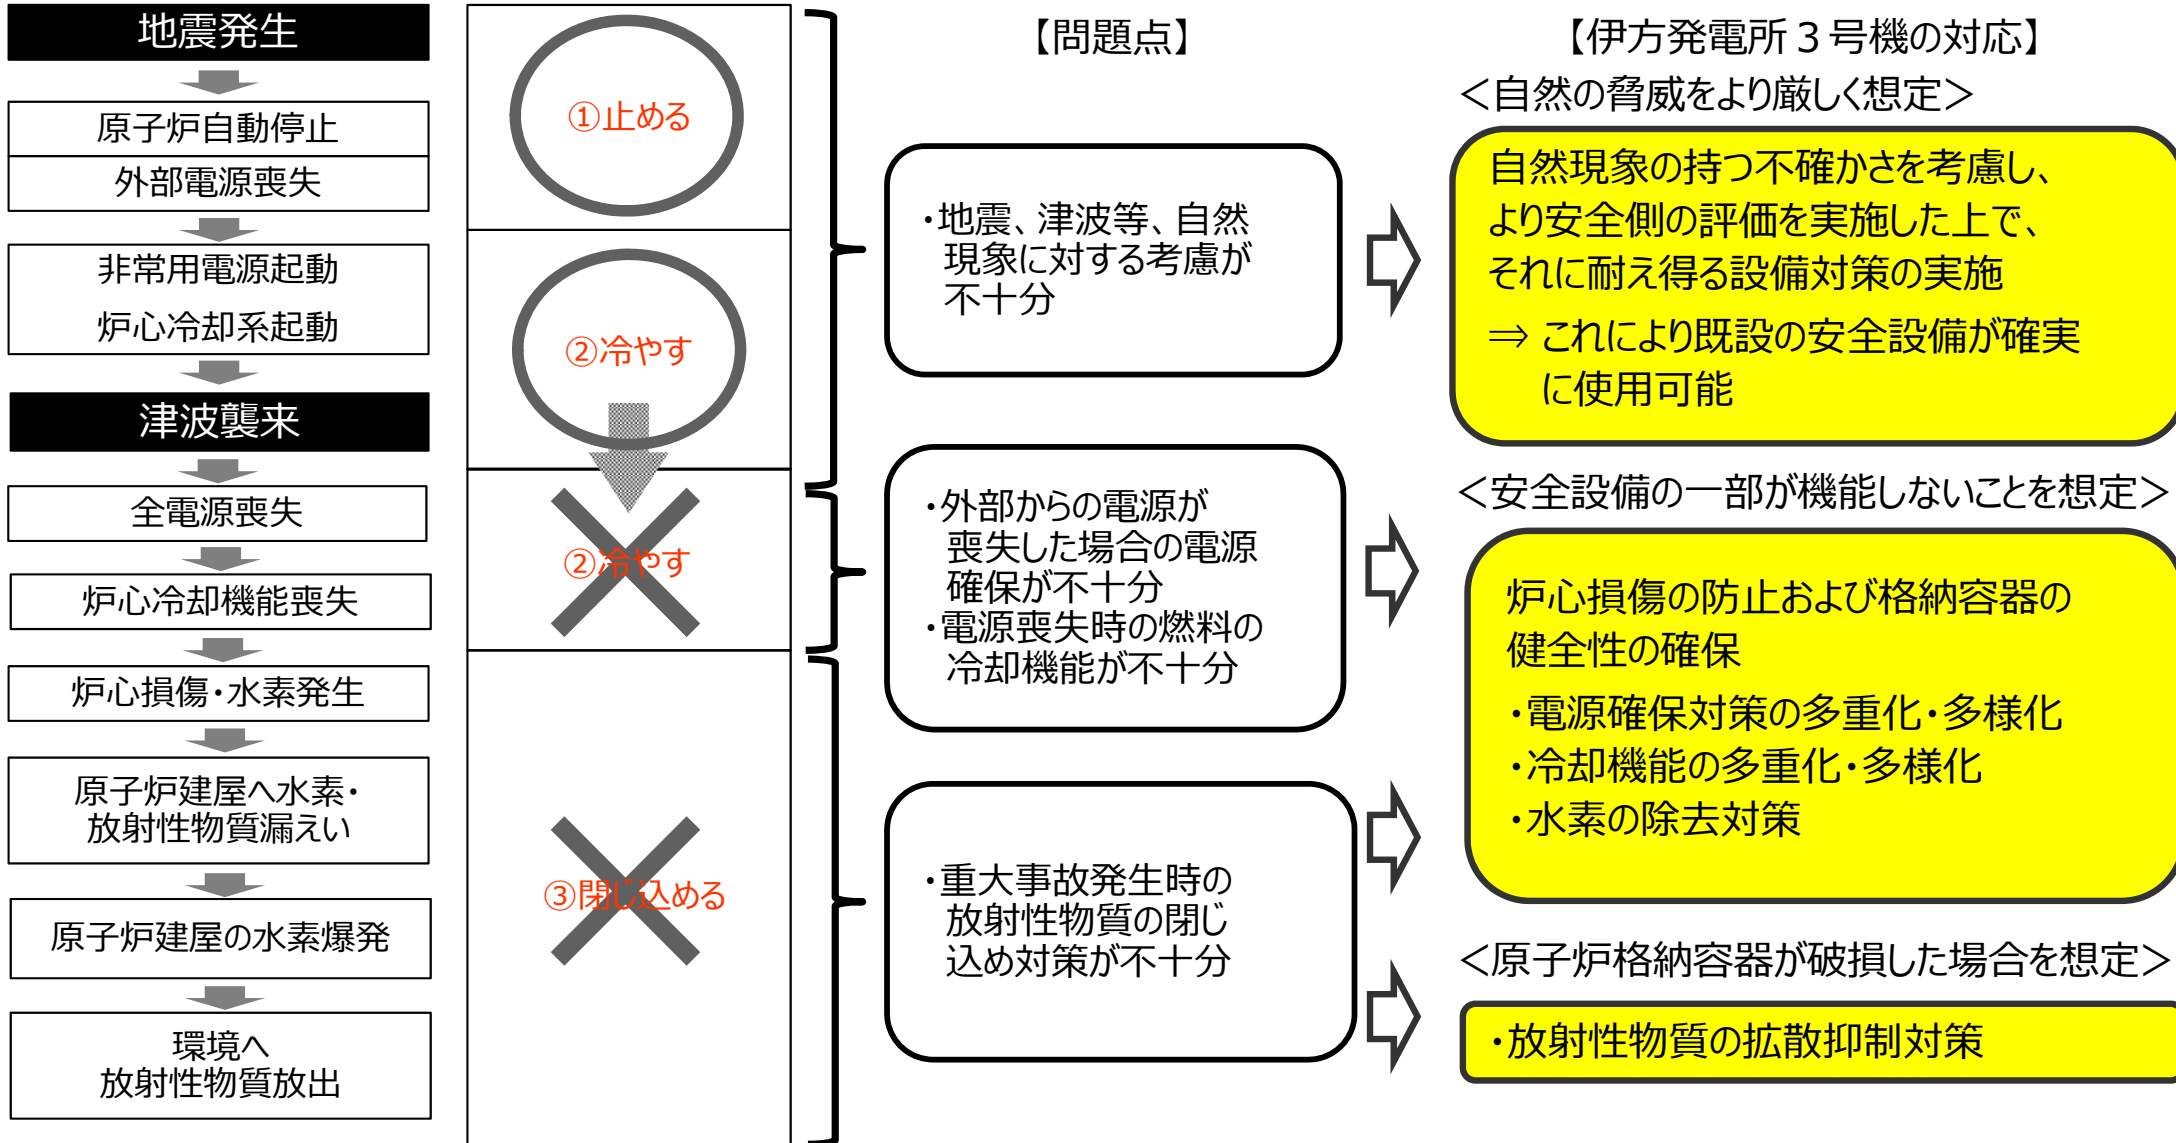 地震発生
原子炉自動停止
外部電源喪失
非常用電源起動
炉心冷却系起動
津波襲来
全電源喪失
炉心冷却機能喪失
炉心損傷・水素発生
原子炉建屋へ水素・
放射性物質漏えい
原子炉建屋の水素爆発
環境へ
放射性物質放出
①止める
②冷やす
②冷やす
③閉じ込める
【問題点】
・地震、津波等、自然
現象に対する考慮が
不十分
・外部からの電源が
喪失した場合の電源
確保が不十分
・電源喪失時の燃料の
冷却機能が不十分
・重大事故発生時の
放射性物質の閉じ
込め対策が不十分
【伊方発電所3号機の対応】
＜自然の脅威をより厳しく想定＞
自然現象の持つ不確かさを考慮し、
より安全側の評価を実施した上で、
それに耐え得る設備対策の実施
⇒ これにより既設の安全設備が確実
に使用可能
＜安全設備の一部が機能しないことを想定＞
炉心損傷の防止および格納容器の
健全性の確保
・電源確保対策の多重化・多様化
・冷却機能の多重化・多様化
・水素の除去対策
＜原子炉格納容器が破損した場合を想定＞
・放射性物質の拡散抑制対策